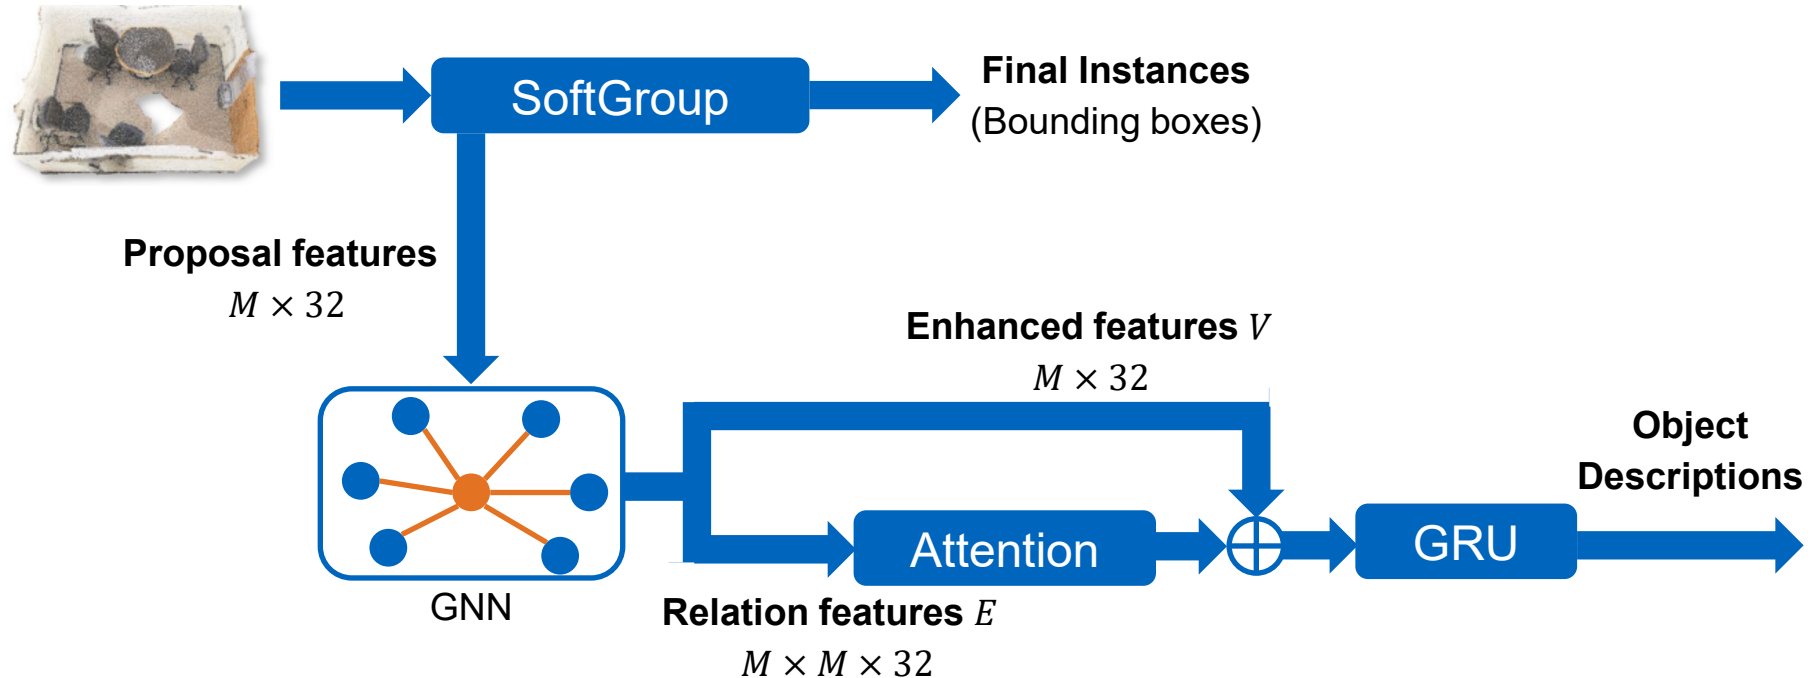 SoftGroup
Final Instances
(Bounding boxes)
Proposal features
M × 32
Enhanced features V
M × 32
Object
Descriptions
Attention
GRU
GNN
Relation features E
M × M × 32